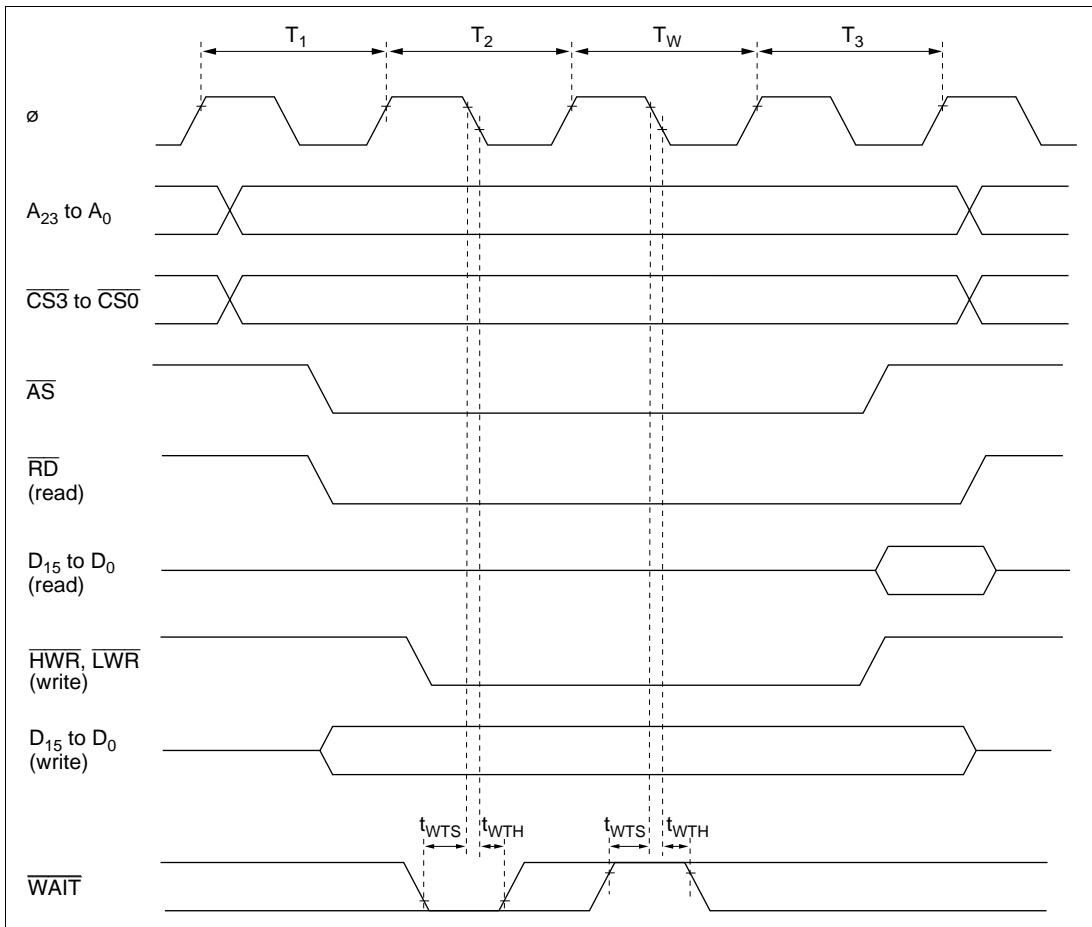 T1 T2 TW T3
ø
A23 to A0
CS3 to CS0
AS
RD
(read)
D15 to D0
(read)
HWR, LWR
(write)
D15 to D0
(write)
tWTS tWTH tWTS tWTH
WAIT